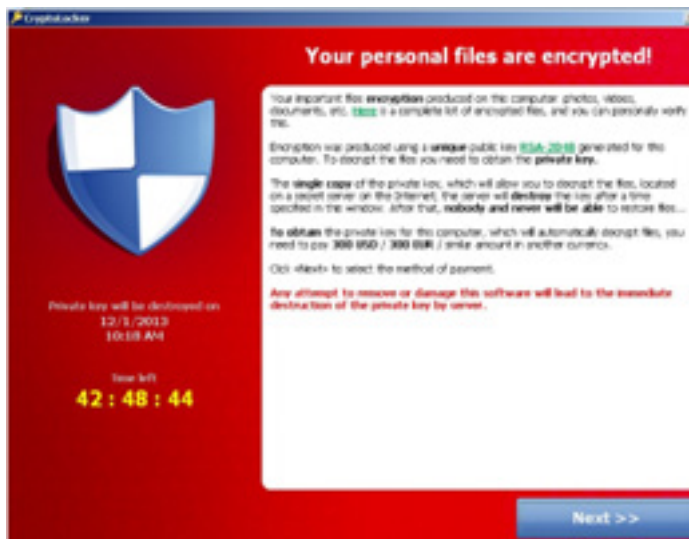 CryptoLocker
Your personal files are encrypted!
Your important files encryption produced on this computer: photos, videos,
documents, etc. Here is a complete list of encrypted files, and you can personally verify
this.
Encryption was produced using a unique public key RSA-2048 generated for this
computer. To decrypt the files you need to obtain the private key.
The single copy of the private key, which will allow you to decrypt the files, located
on a secret server on the Internet; the server will destroy the key after a time
specified in this window. After that, nobody and never will be able to restore files...
To obtain the private key for this computer, which will automatically decrypt files, you
need to pay 300 USD / 300 EUR / similar amount in another currency.
Click «Next» to select the method of payment.
Any attempt to remove or damage this software will lead to the immediate
destruction of the private key by server.
Private key will be destroyed on
12/1/2013
10:18 AM
Time left
42 : 48 : 44
Next >>